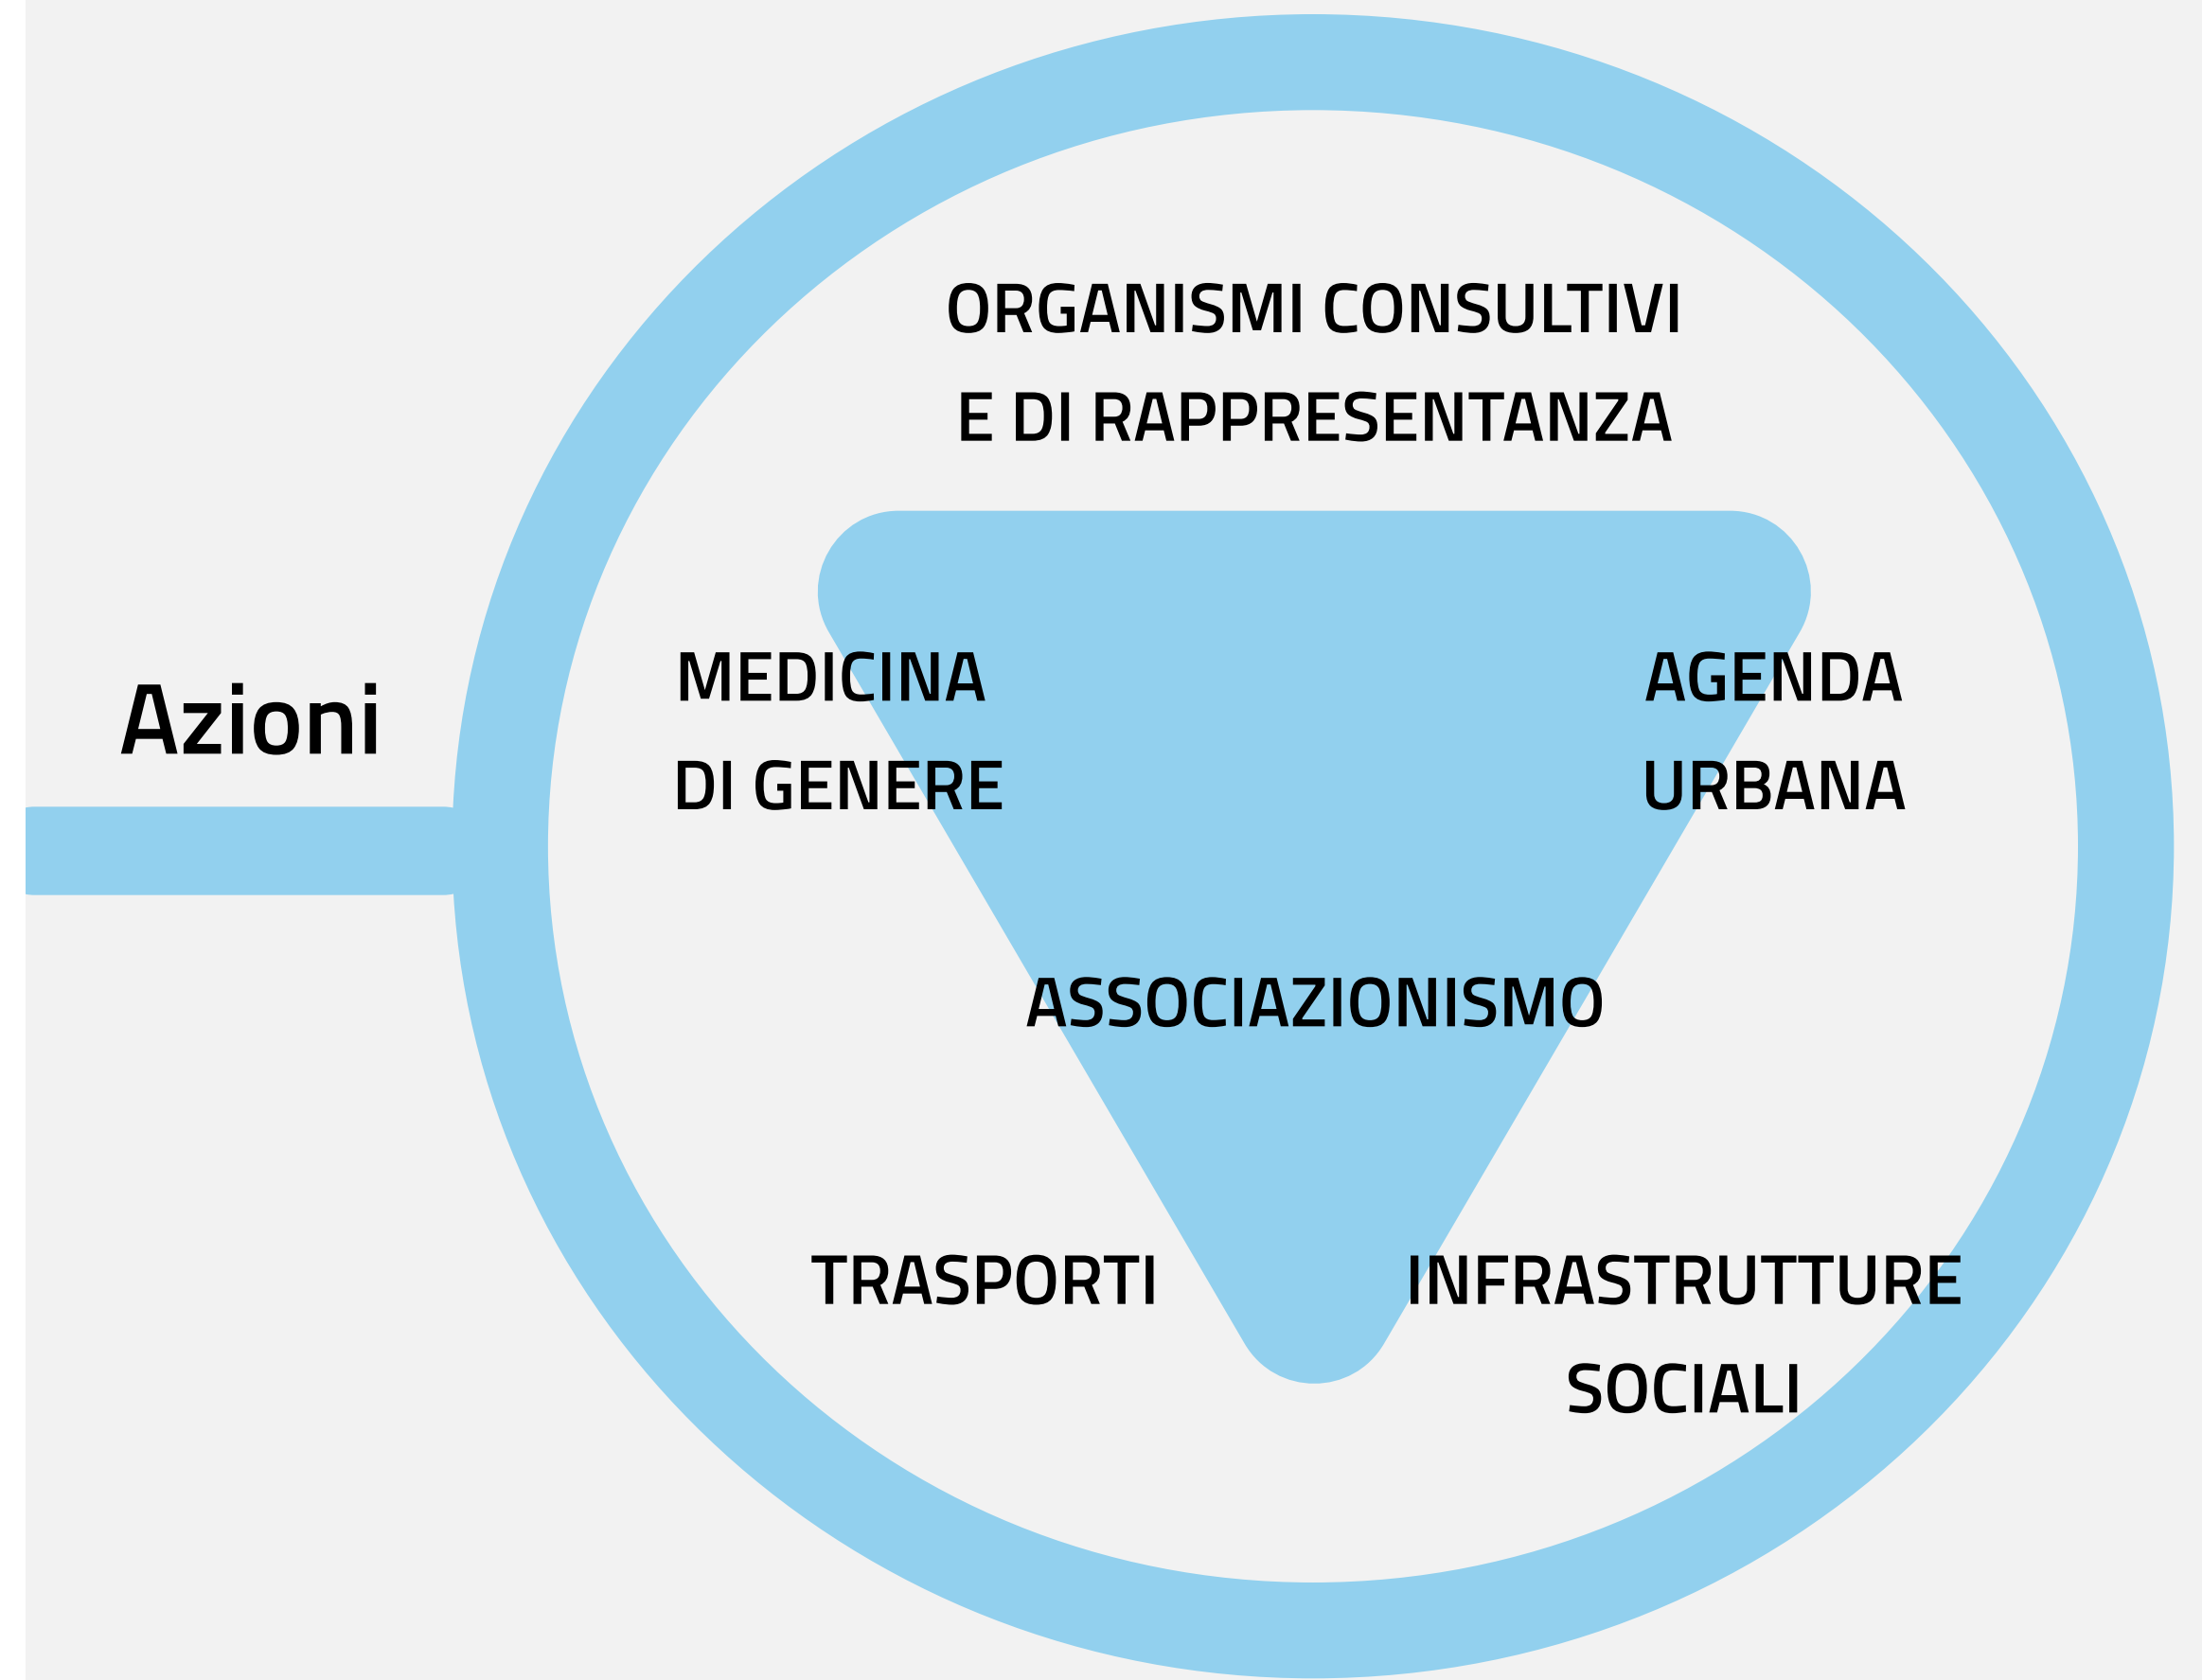 Azioni
ORGANISMI CONSULTIVI
E DI RAPPRESENTANZA
MEDICINA
DI GENERE
AGENDA
URBANA
ASSOCIAZIONISMO
TRASPORTI
INFRASTRUTTURE
SOCIALI